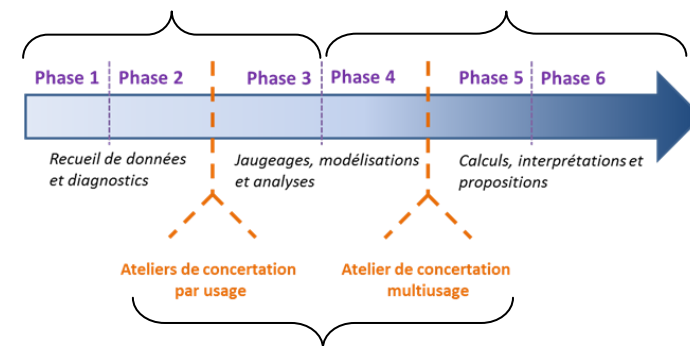 Phase 1
Phase 2
Phase 3
Phase 4
Phase 5
Phase 6
Recueil de données
et diagnostics
Jaugeages, modélisations
et analyses
Calculs, interprétations et
propositions
Ateliers de concertation
par usage
Atelier de concertation
multiusage